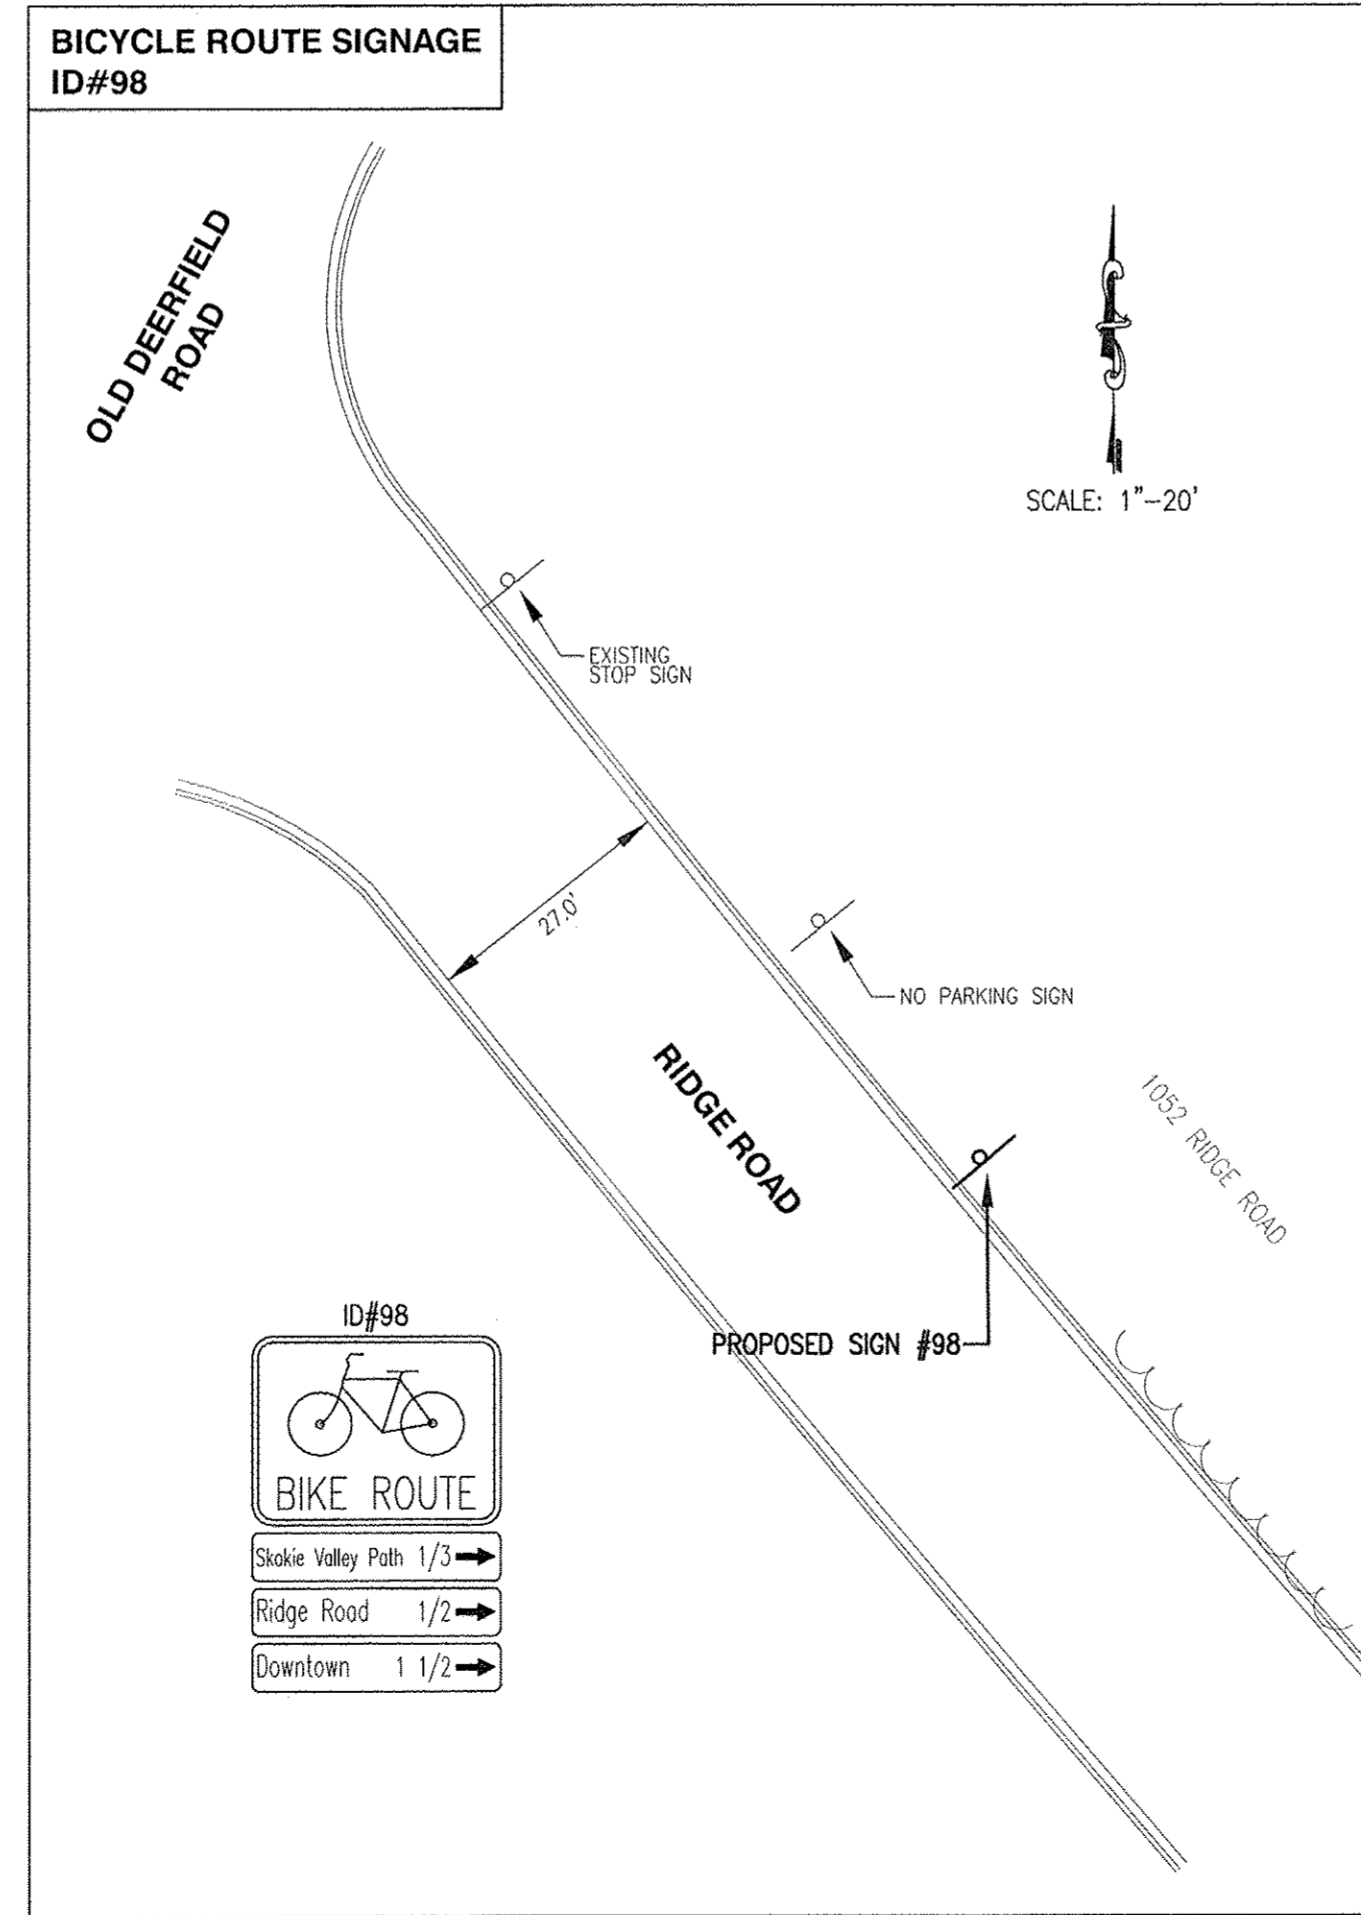 BICYCLE ROUTE SIGNAGE
ID#98
OLD DEERFIELD
ROAD
SCALE: 1"-20'
EXISTING
STOP SIGN
27.0'
NO PARKING SIGN
RIDGE ROAD
1052 RIDGE ROAD
PROPOSED SIGN #98
ID#98
BIKE ROUTE
Skokie Valley Path 1/3
Ridge Road 1/2
Downtown 1 1/2